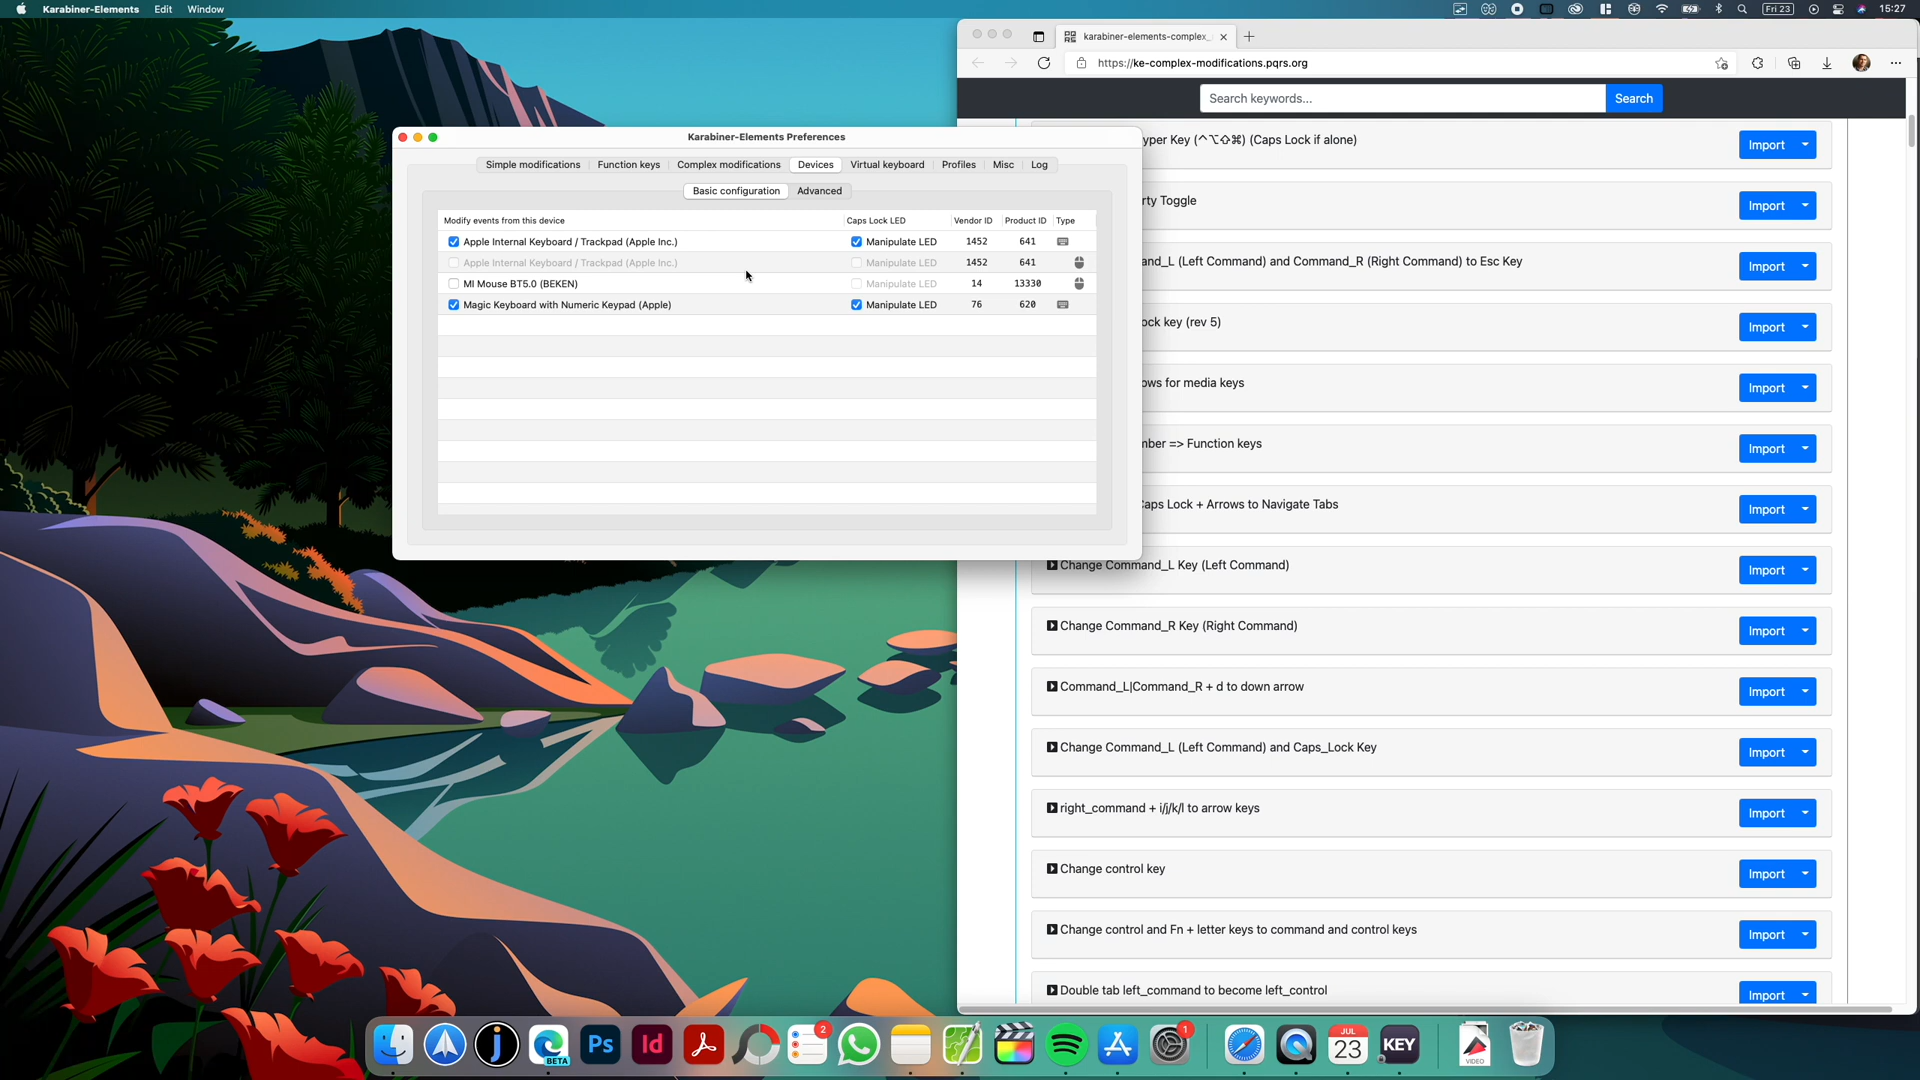 Karabiner-Elements Edit Window
Fri 23 15:27
karabiner-elements-complex_
https://ke-complex-modifications.pqrs.org
Search keywords... Search
Karabiner-Elements Preferences
Simple modifications Function keys Complex modifications Devices Virtual keyboard Profiles Misc Log
Basic configuration Advanced
Modify events from this device Caps Lock LED Vendor ID Product ID Type
Apple Internal Keyboard / Trackpad (Apple Inc.) Manipulate LED 1452 641
Apple Internal Keyboard / Trackpad (Apple Inc.) Manipulate LED 1452 641
MI Mouse BT5.0 (BEKEN) Manipulate LED 14 13330
Magic Keyboard with Numeric Keypad (Apple) Manipulate LED 76 620
yper Key (^⌥⇧⌘) (Caps Lock if alone) Import
rty Toggle Import
nd_L (Left Command) and Command_R (Right Command) to Esc Key Import
ock key (rev 5) Import
ows for media keys Import
nber => Function keys Import
Caps Lock + Arrows to Navigate Tabs Import
Change Command_L Key (Left Command) Import
Change Command_R Key (Right Command) Import
Command_L|Command_R + d to down arrow Import
Change Command_L (Left Command) and Caps_Lock Key Import
right_command + i/j/k/l to arrow keys Import
Change control key Import
Change control and Fn + letter keys to command and control keys Import
Double tab left_command to become left_control Import
BETA
Ps
Id
2
1
JUL
23
KEY
VIDEO